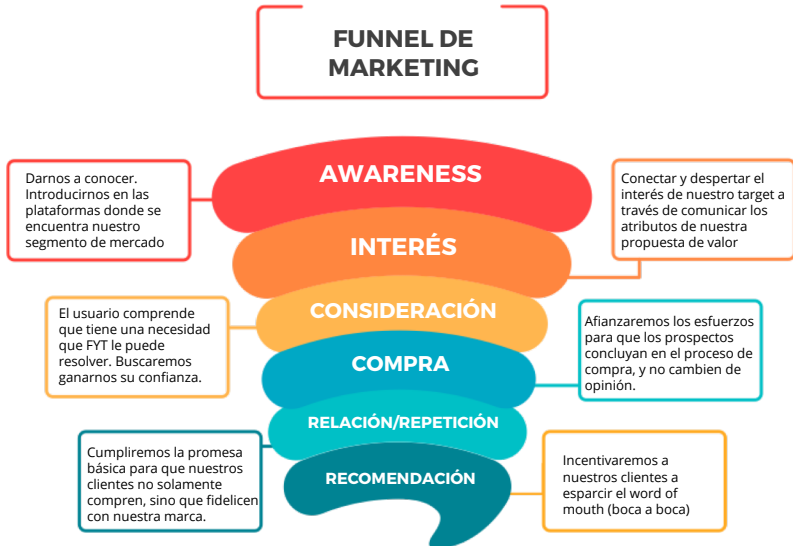 FUNNEL DE
MARKETING
AWARENESS
Darnos a conocer.
Introducirnos en las
plataformas donde se
encuentra nuestro
segmento de mercado
Conectar y despertar el
interés de nuestro target a
través de comunicar los
atributos de nuestra
propuesta de valor
INTERÉS
CONSIDERACIÓN
El usuario comprende
que tiene una necesidad
que FYT le puede
resolver. Buscaremos
ganarnos su confianza.
Afianzaremos los esfuerzos
para que los prospectos
concluyan en el proceso de
compra, y no cambien de
opinión.
COMPRA
RELACIÓN/REPETICIÓN
Cumpliremos la promesa
básica para que nuestros
clientes no solamente
compren, sino que fidelicen
con nuestra marca.
RECOMENDACIÓN
Incentivaremos a
nuestros clientes a
esparcir el word of
mouth (boca a boca)